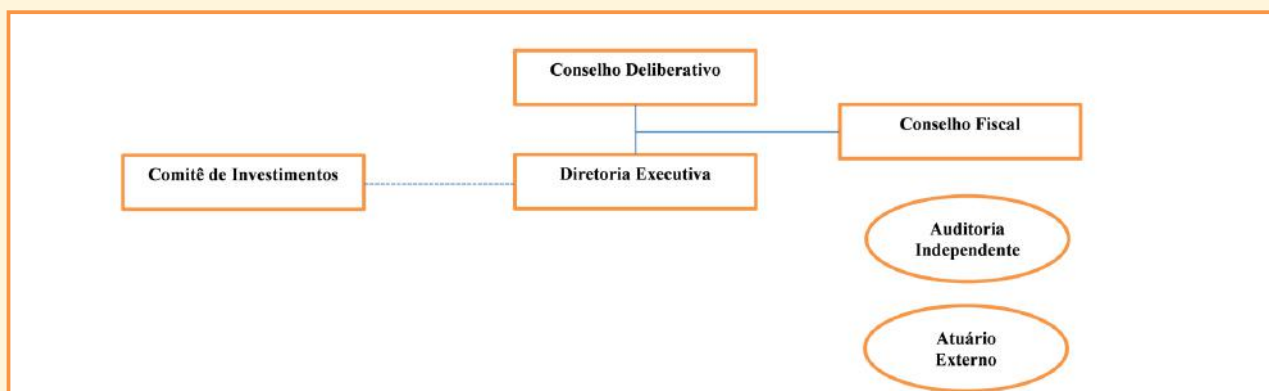 Conselho Deliberativo
Conselho Fiscal
Comitê de Investimentos
Diretoria Executiva
Auditoria
Independente
Atuário
Externo